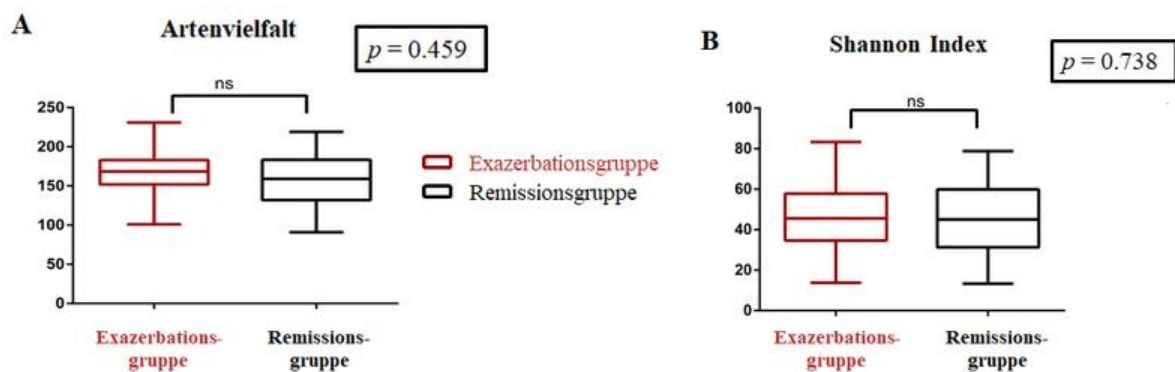 A
Artenvielfalt
p = 0.459
ns
250
200
150
100
50
0
Exazerbations-
gruppe
Remissions-
gruppe
Exazerbationsgruppe
Remissionsgruppe
B
Shannon Index
p = 0.738
ns
100
80
60
40
20
0
Exazerbations-
gruppe
Remissions-
gruppe